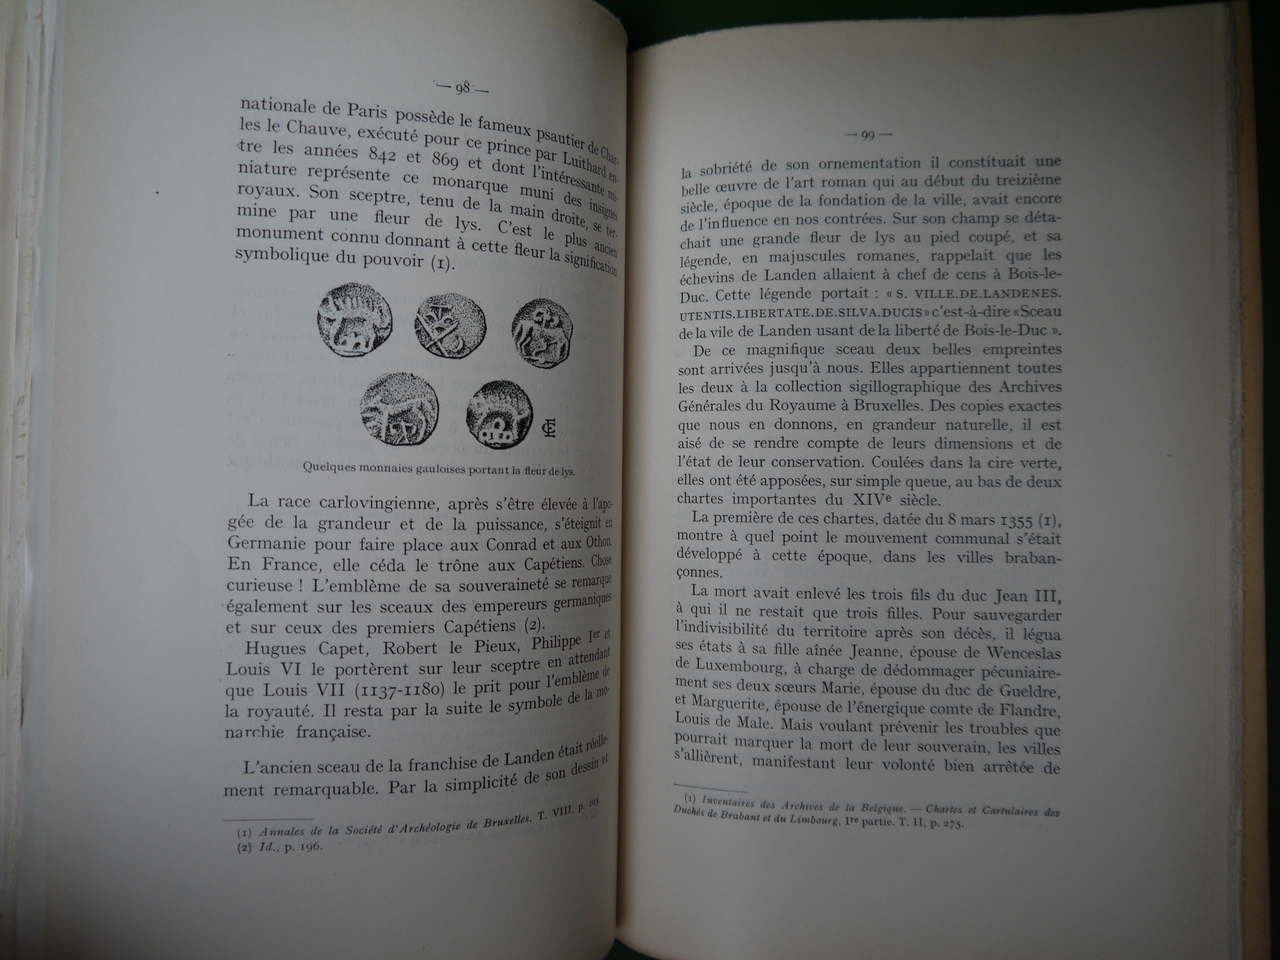 — 98 —
nationale de Paris possède le fameux psautier de Char-
les le Chauve, exécuté pour ce prince par Luithard en-
tre les années 842 et 869 et dont l'intéressante mi-
niature représente ce monarque muni des insignes
royaux. Son sceptre, tenu de la main droite, se ter-
mine par une fleur de lys. C'est le plus ancien
monument connu donnant à cette fleur la signification
symbolique du pouvoir (1).
Quelques monnaies gauloises portant la fleur de lys.
La race carlovingienne, après s'être élevée à l'apo-
gée de la grandeur et de la puissance, s'éteignit en
Germanie pour faire place aux Conrad et aux Othon.
En France, elle céda le trône aux Capétiens. Chose
curieuse ! L'emblème de sa souveraineté se remarque
également sur les sceaux des empereurs germaniques
et sur ceux des premiers Capétiens (2).
Hugues Capet, Robert le Pieux, Philippe Ier et
Louis VI le portèrent sur leur sceptre en attendant
que Louis VII (1137-1180) le prit pour l'emblème de
la royauté. Il resta par la suite le symbole de la mo-
narchie française.
L'ancien sceau de la franchise de Landen était réelle-
ment remarquable. Par la simplicité de son dessin et
(1) Annales de la Société d'Archéologie de Bruxelles. T. VIII. p.
(2) Id., p. 196.
— 99 —
la sobriété de son ornementation il constituait une
belle œuvre de l'art roman qui au début du treizième
siècle, époque de la fondation de la ville, avait encore
de l'influence en nos contrées. Sur son champ se déta-
chait une grande fleur de lys au pied coupé, et sa
légende, en majuscules romanes, rappelait que les
échevins de Landen allaient à chef de cens à Bois-le-
Duc. Cette légende portait : « S. VILLE.DE.LANDENES.
UTENTIS.LIBERTATE.DE.SILVA.DUCIS» c'est-à-dire «Sceau
de la vile de Landen usant de la liberté de Bois-le-Duc ».
De ce magnifique sceau deux belles empreintes
sont arrivées jusqu'à nous. Elles appartiennent toutes
les deux à la collection sigillographique des Archives
Générales du Royaume à Bruxelles. Des copies exactes
que nous en donnons, en grandeur naturelle, il est
aisé de se rendre compte de leurs dimensions et de
l'état de leur conservation. Coulées dans la cire verte,
elles ont été apposées, sur simple queue, au bas de deux
chartes importantes du XIVe siècle.
La première de ces chartes, datée du 8 mars 1355 (1),
montre à quel point le mouvement communal s'était
développé à cette époque, dans les villes braban-
çonnes.
La mort avait enlevé les trois fils du duc Jean III,
à qui il ne restait que trois filles. Pour sauvegarder
l'indivisibilité du territoire après son décès, il légua
ses états à sa fille aînée Jeanne, épouse de Wenceslas
de Luxembourg, à charge de dédommager pécuniaire-
ment ses deux sœurs Marie, épouse du duc de Gueldre,
et Marguerite, épouse de l'énergique comte de Flandre,
Louis de Male. Mais voulant prévenir les troubles que
pourrait marquer la mort de leur souverain, les villes
s'allièrent, manifestant leur volonté bien arrêtée de
(1) Inventaires des Archives de la Belgique. — Chartes et Cartulaires des
Duchés de Brabant et du Limbourg, Ire partie. T. II, p. 275.